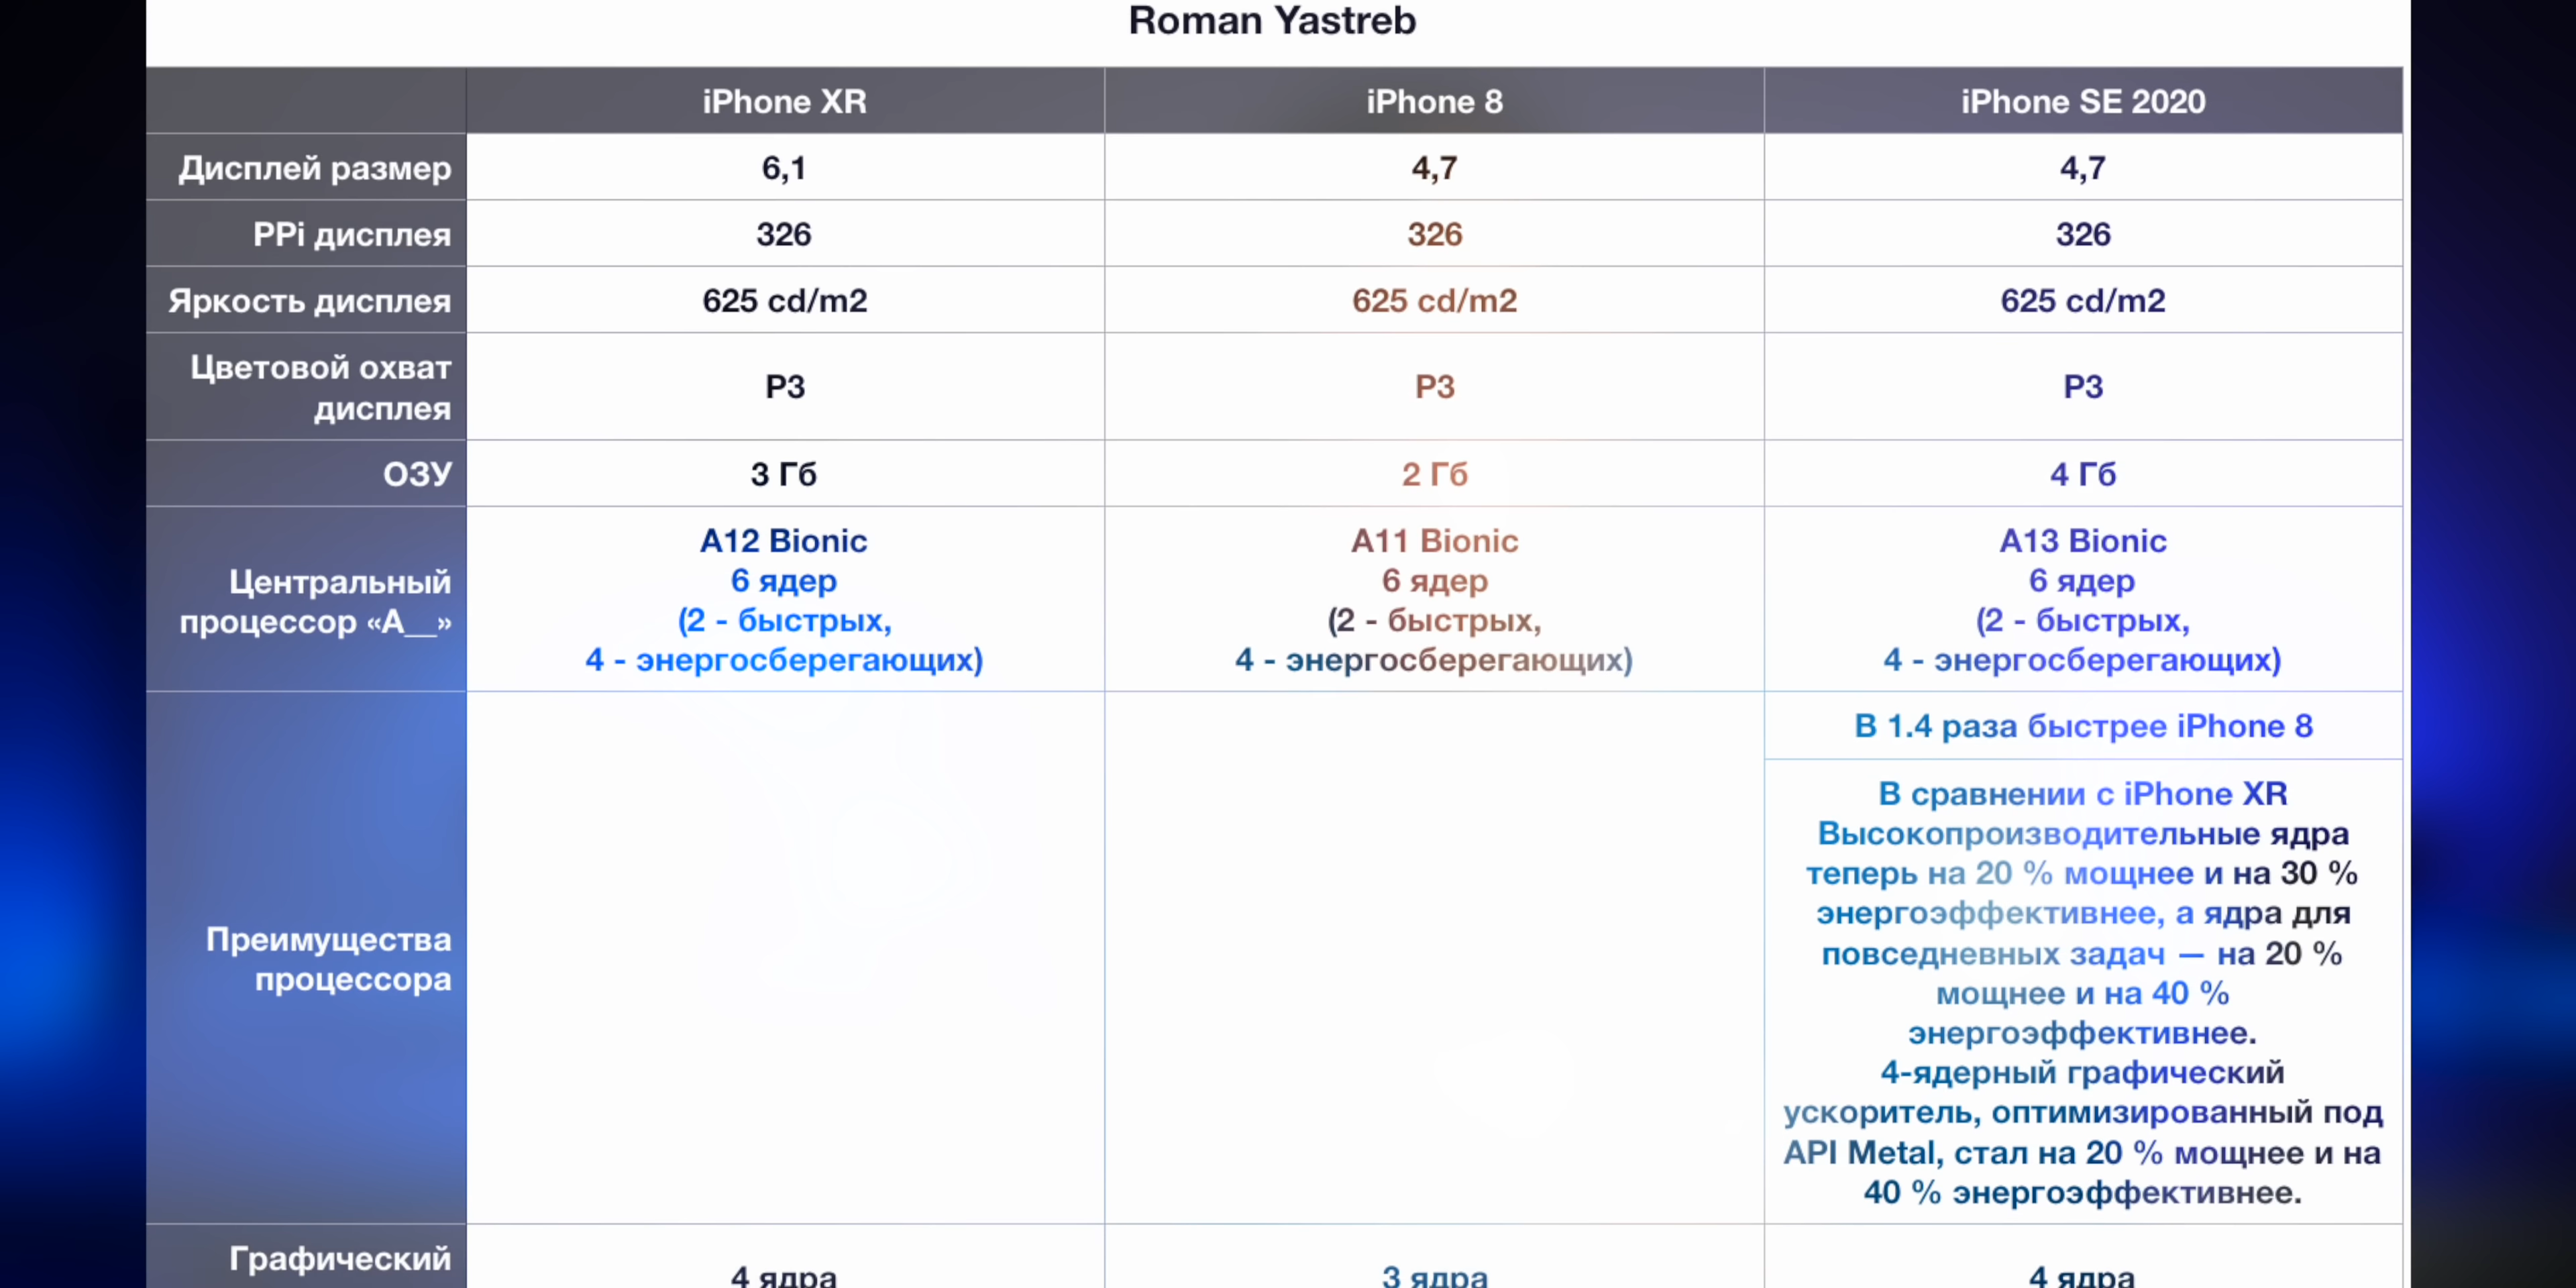 Roman Yastreb
iPhone XR iPhone 8 iPhone SE 2020
Дисплей размер 6,1 4,7 4,7
PPi дисплея 326 326 326
Яркость дисплея 625 cd/m2 625 cd/m2 625 cd/m2
Цветовой охват
дисплея P3 P3 P3
ОЗУ 3 Гб 2 Гб 4 Гб
Центральный
процессор «А__»
A12 Bionic
6 ядер
(2 - быстрых,
4 - энергосберегающих)
A11 Bionic
6 ядер
(2 - быстрых,
4 - энергосберегающих)
A13 Bionic
6 ядер
(2 - быстрых,
4 - энергосберегающих)
Преимущества
процессора
В 1.4 раза быстрее iPhone 8
В сравнении с iPhone XR
Высокопроизводительные ядра
теперь на 20 % мощнее и на 30 %
энергоэффективнее, а ядра для
повседневных задач — на 20 %
мощнее и на 40 %
энергоэффективнее.
4-ядерный графический
ускоритель, оптимизированный под
API Metal, стал на 20 % мощнее и на
40 % энергоэффективнее.
Графический
4 ядра 3 ядра 4 ядра